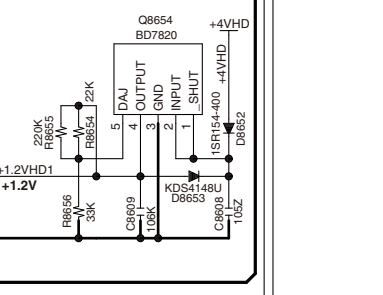 Q8654
BD7820
+4VHD
+4VHD
22K
220K
R8655
R8654
DAJ
OUTPUT
GND
INPUT
_SHUT
5
4
3
2
1
1SR154-400
D8652
+1.2VHD1
+1.2V
KDS4148U
D8653
R8656
33K
C8609
106K
C8608
105Z